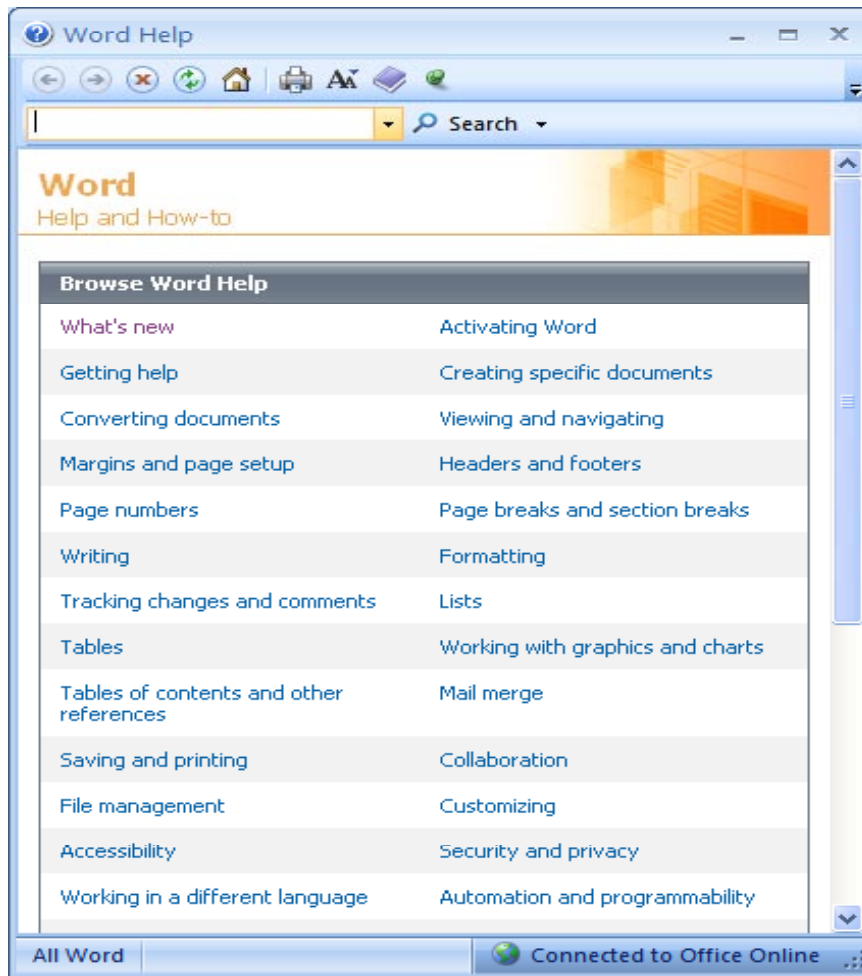 Word Help
Search
Word
Help and How-to
Browse Word Help
What's new
Activating Word
Getting help
Creating specific documents
Converting documents
Viewing and navigating
Margins and page setup
Headers and footers
Page numbers
Page breaks and section breaks
Writing
Formatting
Tracking changes and comments
Lists
Tables
Working with graphics and charts
Tables of contents and other
references
Mail merge
Saving and printing
Collaboration
File management
Customizing
Accessibility
Security and privacy
Working in a different language
Automation and programmability
All Word
Connected to Office Online